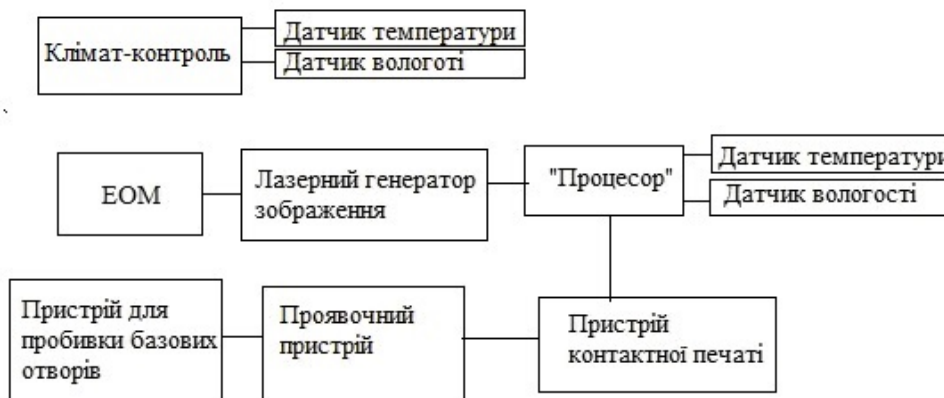 Клімат-контроль
Датчик температури
Датчик вологоті
ЕОМ
Лазерний генератор
зображення
"Процесор"
Датчик температури
Датчик вологості
Пристрій для
пробивки базових
отворів
Проявочний
пристрій
Пристрій
контактної печаті